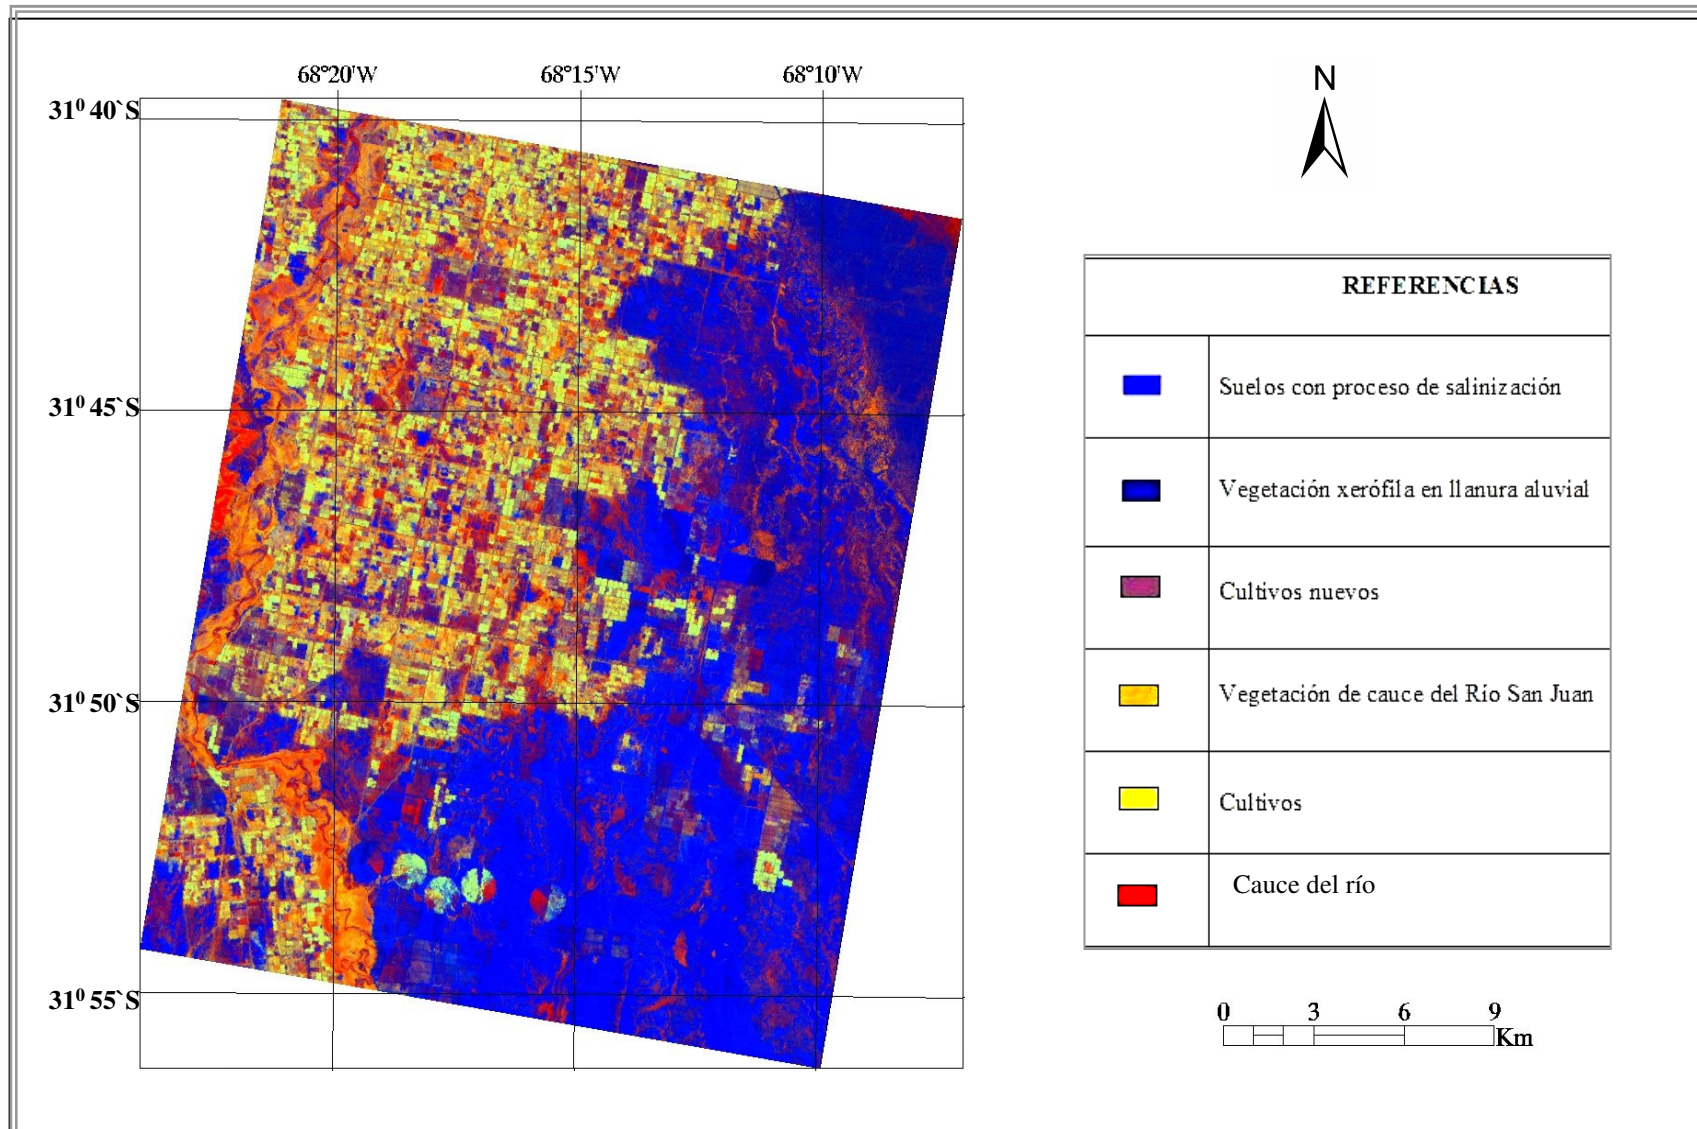 68°20'W 68°15'W 68°10'W
31⁰ 40`S
31⁰ 45`S
31⁰ 50`S
31⁰ 55`S
N
REFERENCIAS
Suelos con proceso de salinización
Vegetación xerófila en llanura aluvial
Cultivos nuevos
Vegetación de cauce del Río San Juan
Cultivos
Cauce del río
0 3 6 9
Km